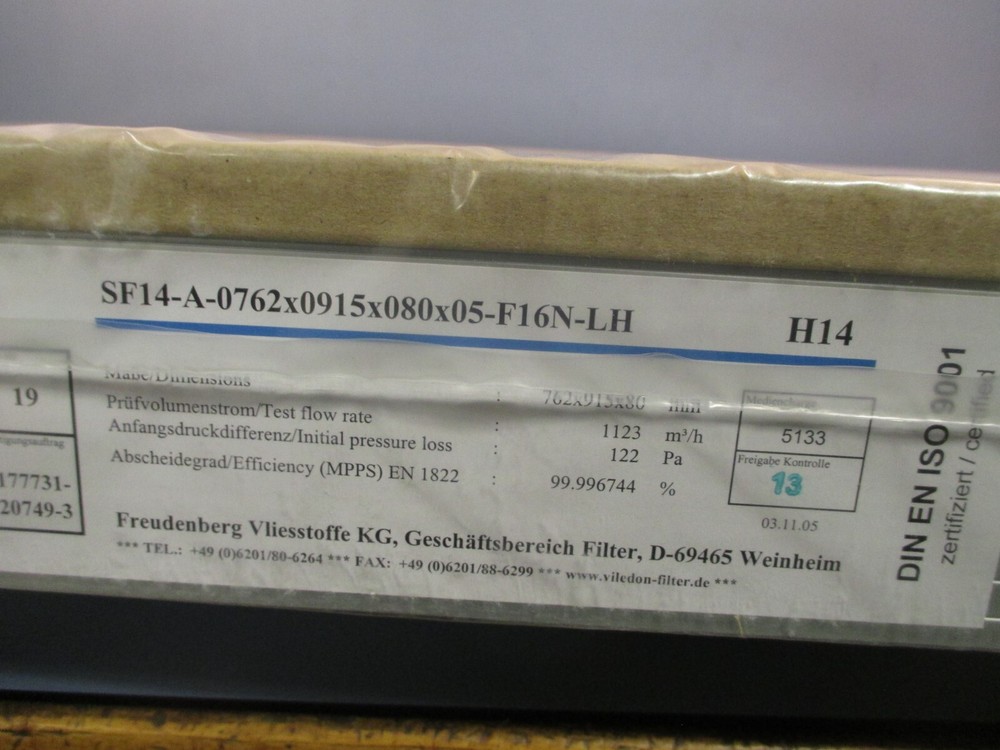 SF14-A-0762x0915x080x05-F16N-LH H14
19
177731-
20749-3
Maße/Dimensions : 762x915x80 mm
Prüfvolumenstrom/Test flow rate : 1123 m³/h
Anfangsdruckdifferenz/Initial pressure loss : 122 Pa
Abscheidegrad/Efficiency (MPPS) EN 1822 : 99.996744 %
5133
Freigabe Kontrolle
13
03.11.05
Freudenberg Vliesstoffe KG, Geschäftsbereich Filter, D-69465 Weinheim
*** TEL.: +49 (0)6201/80-6264 *** FAX: +49 (0)6201/88-6299 *** www.viledon-filter.de ***
DIN EN ISO 9001
zertifiziert / certified